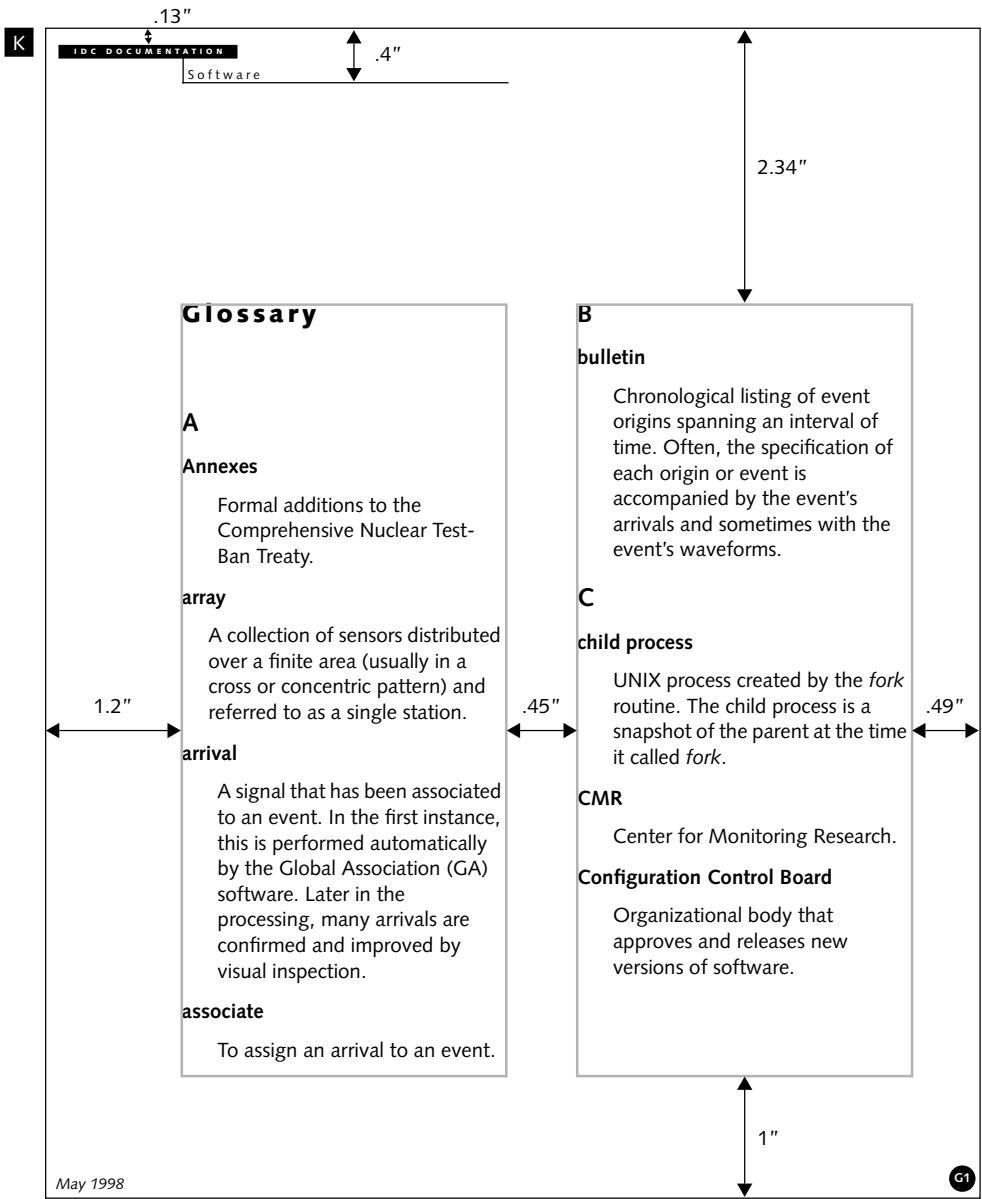 .13″
K
IDC DOCUMENTATION
.4″
Software
2.34″
Glossary
A
Annexes
Formal additions to the
Comprehensive Nuclear Test-
Ban Treaty.
array
A collection of sensors distributed
over a finite area (usually in a
cross or concentric pattern) and
referred to as a single station.
1.2″
arrival
A signal that has been associated
to an event. In the first instance,
this is performed automatically
by the Global Association (GA)
software. Later in the
processing, many arrivals are
confirmed and improved by
visual inspection.
associate
To assign an arrival to an event.
.45″
B
bulletin
Chronological listing of event
origins spanning an interval of
time. Often, the specification of
each origin or event is
accompanied by the event’s
arrivals and sometimes with the
event’s waveforms.
C
child process
UNIX process created by the fork
routine. The child process is a
snapshot of the parent at the time
it called fork.
.49″
CMR
Center for Monitoring Research.
Configuration Control Board
Organizational body that
approves and releases new
versions of software.
1″
May 1998
G1